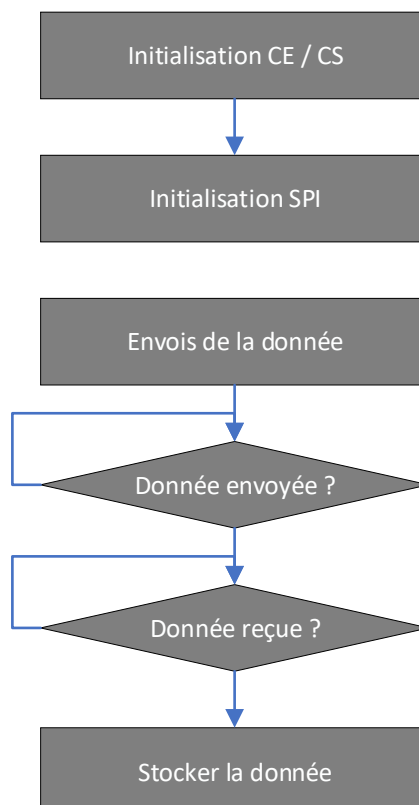 Initialisation CE / CS
Initialisation SPI
Envois de la donnée
Donnée envoyée ?
Donnée reçue ?
Stocker la donnée